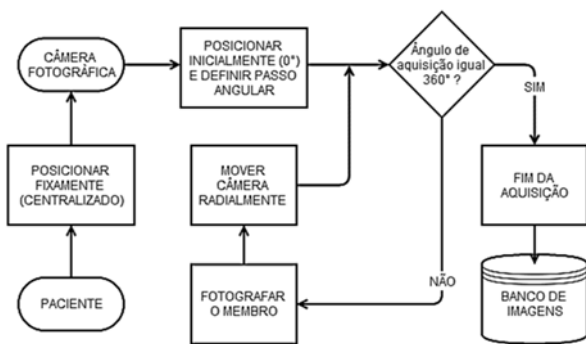 CÂMERA
FOTOGRÁFICA
POSICIONAR
INICIALMENTE (0°)
E DEFINIR PASSO
ANGULAR
Ângulo de
aquisição igual
360° ?
SIM
POSICIONAR
FIXAMENTE
(CENTRALIZADO)
MOVER
CÂMERA
RADIALMENTE
FIM DA
AQUISIÇÃO
NÃO
PACIENTE
FOTOGRAFAR
O MEMBRO
BANCO DE
IMAGENS